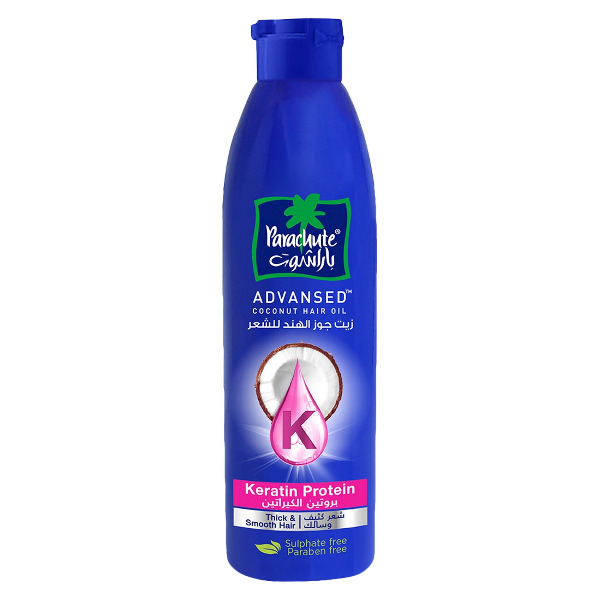 Parachute®
باراشوت
ADVANSED™
COCONUT HAIR OIL
زيت جوز الهند للشعر
K
Keratin Protein
بروتين الكيراتين
Thick & Smooth Hair
شعر كثيف وسالك
Sulphate free
Paraben free